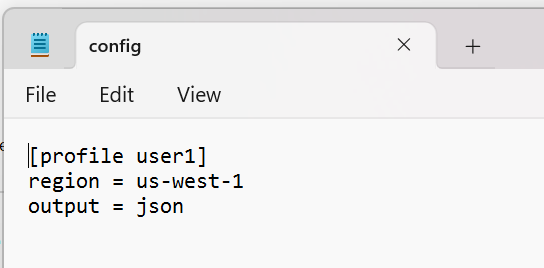 config
File Edit View
[profile user1]
region = us-west-1
output = json